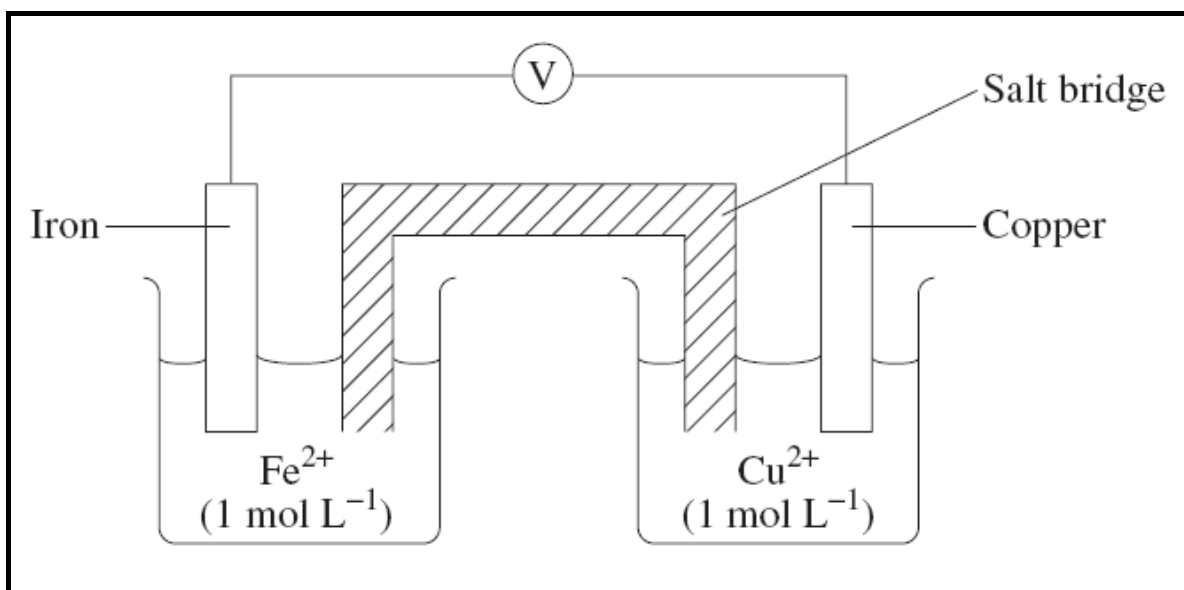 V
Salt bridge
Iron
Copper
Fe²⁺
(1 mol L⁻¹)
Cu²⁺
(1 mol L⁻¹)